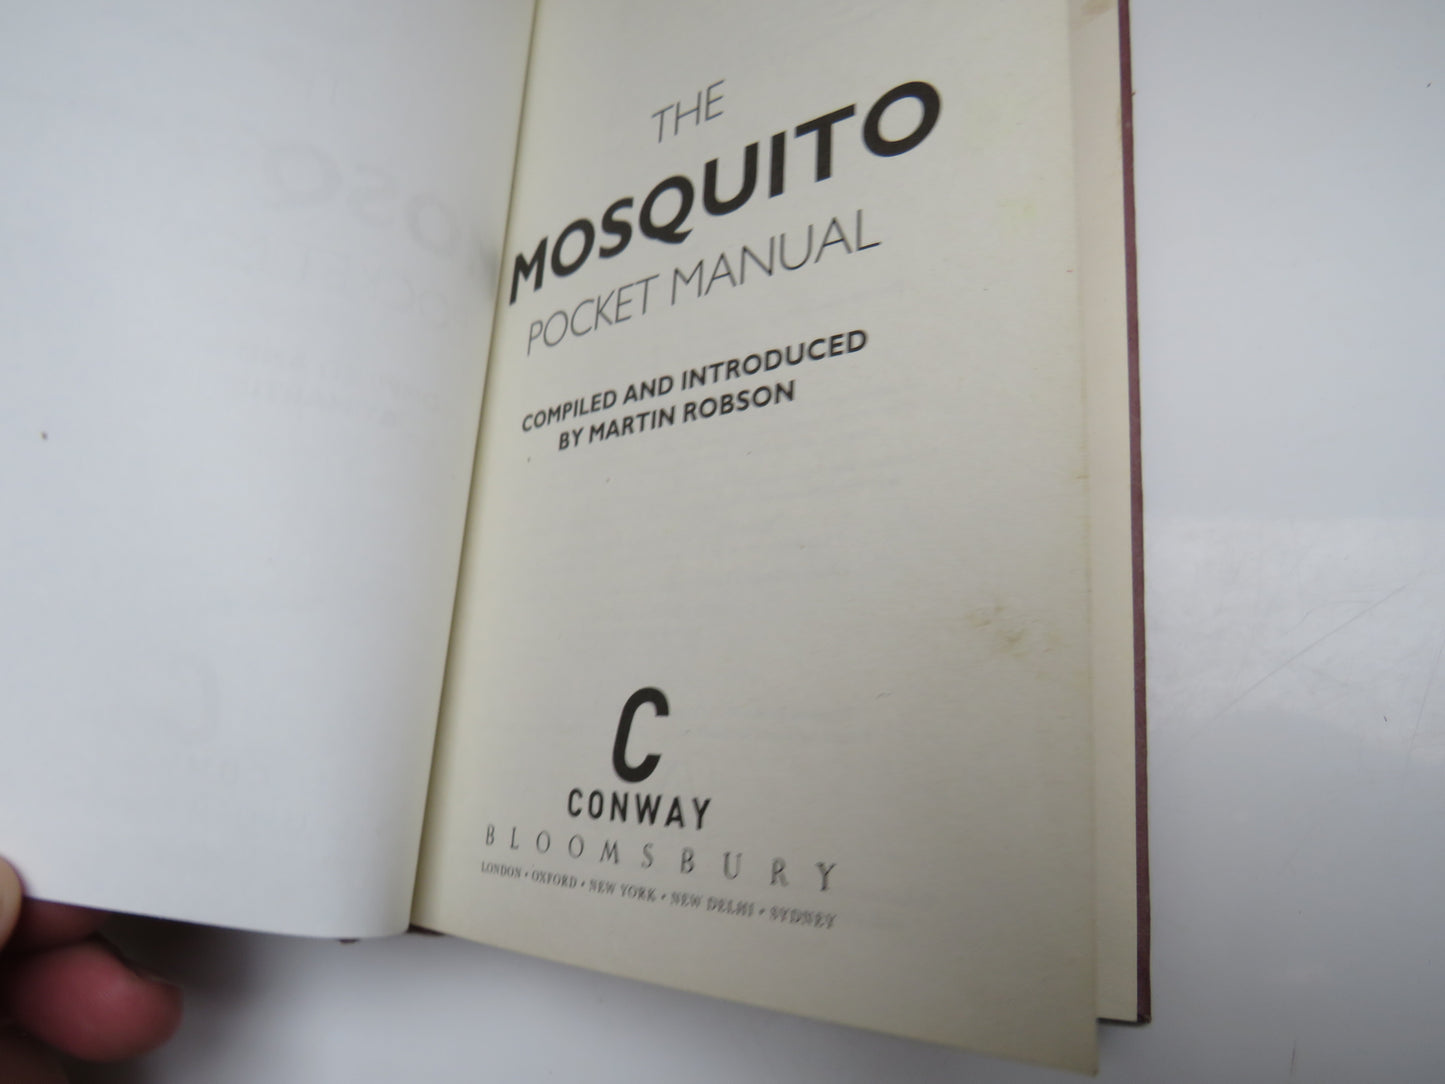 THE
MOSQUITO
POCKET MANUAL
COMPILED AND INTRODUCED
BY MARTIN ROBSON
C
CONWAY
BLOOMSBURY
LONDON • OXFORD • NEW YORK • NEW DELHI • SYDNEY